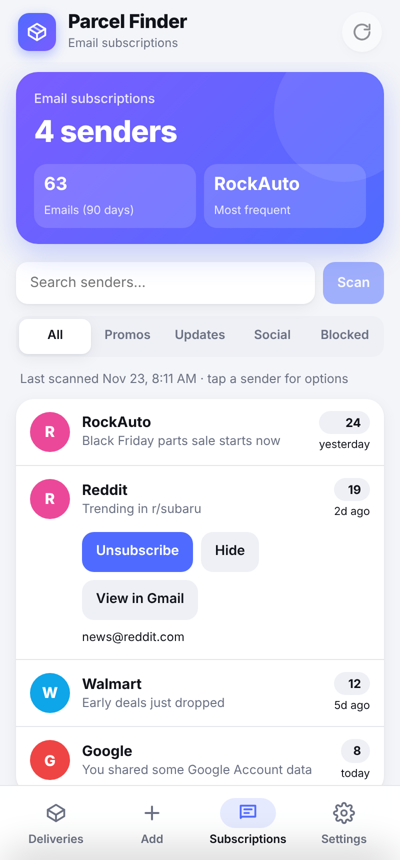 Parcel Finder
Email subscriptions
Email subscriptions
4 senders
63
Emails (90 days)
RockAuto
Most frequent
Search senders...
Scan
All
Promos
Updates
Social
Blocked
Last scanned Nov 23, 8:11 AM · tap a sender for options
R
RockAuto
Black Friday parts sale starts now
24
yesterday
R
Reddit
Trending in r/subaru
19
2d ago
Unsubscribe
Hide
View in Gmail
news@reddit.com
W
Walmart
Early deals just dropped
12
5d ago
G
Google
You shared some Google Account data
8
today
Deliveries
Add
Subscriptions
Settings